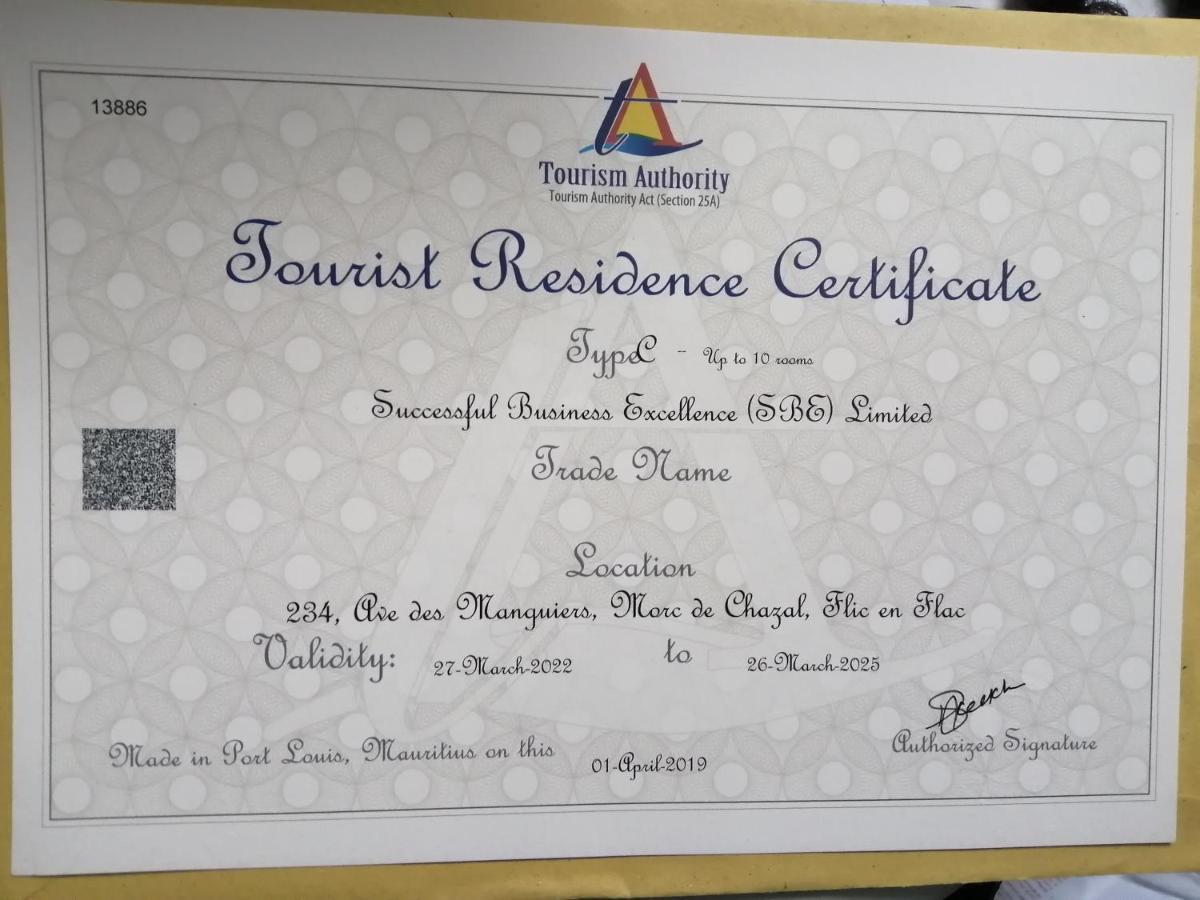 13886
Tourism Authority
Tourism Authority Act (Section 25A)
Tourist Residence Certificate
Type C - Up to 10 rooms
Successful Business Excellence (SBE) Limited
Trade Name
Location
234, Ave des Manguiers, Morc de Chazal, Flic en Flac
Validity: 27-March-2022 to 26-March-2025
Authorized Signature
Made in Port Louis, Mauritius on this 01-April-2019